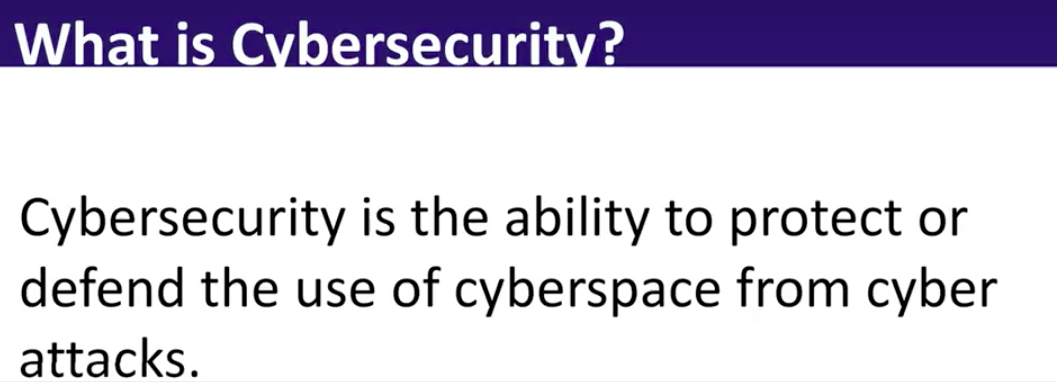 What is Cybersecurity?
Cybersecurity is the ability to protect or
defend the use of cyberspace from cyber
attacks.